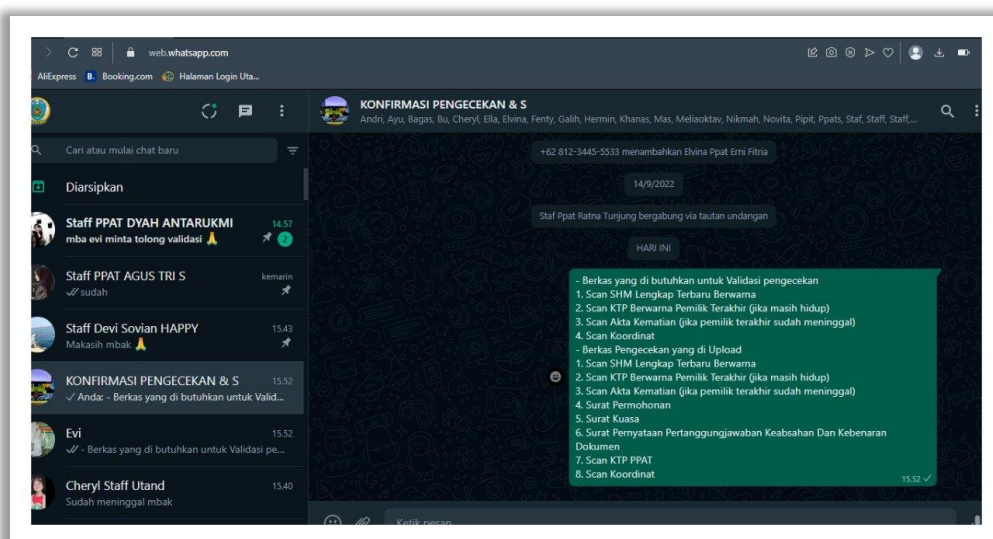 web.whatsapp.com
AliExpress B. Booking.com Halaman Login Uta...
KONFIRMASI PENGECEKAN & S
Andri, Ayu, Bagas, Bu, Cheryl, Ella, Elvina, Fenty, Galih, Hermin, Khanas, Mas, Meliaoktav, Nikmah, Novita, Pipit, Ppats, Staf, Staff, Staff,...
Cari atau mulai chat baru
Diarsipkan
Staff PPAT DYAH ANTARUKMI 14.57
mba evi minta tolong validasi 🙏 2
Staff PPAT AGUS TRI S kemarin
sudah
Staff Devi Sovian HAPPY 15.43
Makasih mbak 🙏
KONFIRMASI PENGECEKAN & S 15.52
Anda: - Berkas yang di butuhkan untuk Valid...
Evi 15.52
- Berkas yang di butuhkan untuk Validasi pe...
Cheryl Staff Utand 15.40
Sudah meninggal mbak
+62 812-3445-5533 menambahkan Elvina Ppat Erni Fitria
14/9/2022
Staf Ppat Ratna Tunjung bergabung via tautan undangan
HARI INI
- Berkas yang di butuhkan untuk Validasi pengecekan
1. Scan SHM Lengkap Terbaru Berwarna
2. Scan KTP Berwarna Pemilik Terakhir (jika masih hidup)
3. Scan Akta Kematian (jika pemilik terakhir sudah meninggal)
4. Scan Koordinat
- Berkas Pengecekan yang di Upload
1. Scan SHM Lengkap Terbaru Berwarna
2. Scan KTP Berwarna Pemilik Terakhir (jika masih hidup)
3. Scan Akta Kematian (jika pemilik terakhir sudah meninggal)
4. Surat Permohonan
5. Surat Kuasa
6. Surat Pernyataan Pertanggungjawaban Keabsahan Dan Kebenaran
Dokumen
7. Scan KTP PPAT
8. Scan Koordinat
15.52
Ketik pesan